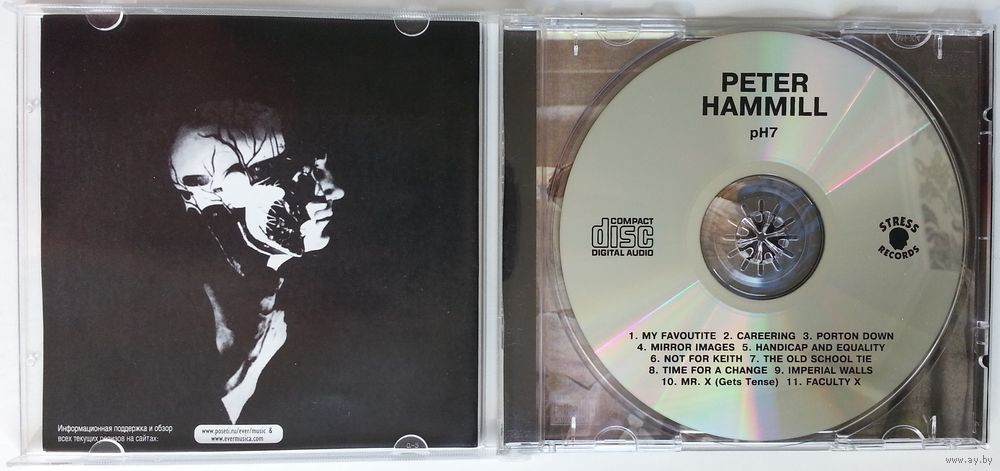 Информационная поддержка и обзор
всех текущих релизов на сайтах:
www.poseti.ru/ever/music &
www.evermusica.com
PETER
HAMMILL
pH7
COMPACT
disc
DIGITAL AUDIO
STRESS
RECORDS
1. MY FAVOUTITE 2. CAREERING 3. PORTON DOWN
4. MIRROR IMAGES 5. HANDICAP AND EQUALITY
6. NOT FOR KEITH 7. THE OLD SCHOOL TIE
8. TIME FOR A CHANGE 9. IMPERIAL WALLS
10. MR. X (Gets Tense) 11. FACULTY X
www.ay.by